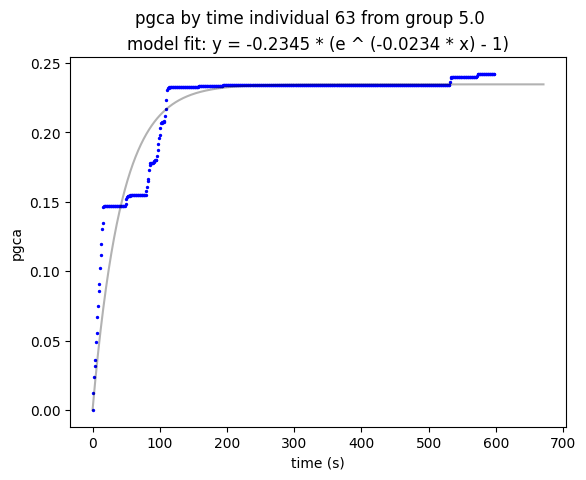 pgca by time individual 63 from group 5.0
model fit: y = -0.2345 * (e ^ (-0.0234 * x) - 1)
0.25
0.20
0.15
0.10
0.05
0.00
pgca
0 100 200 300 400 500 600 700
time (s)